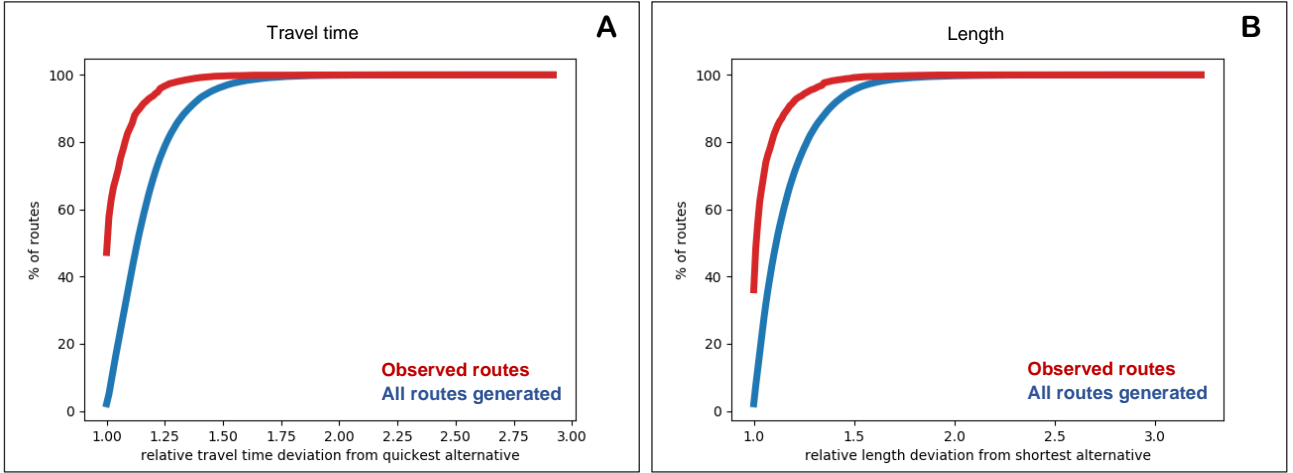 Travel time
A
100
80
60
40
20
0
% of routes
Observed routes
All routes generated
1.00 1.25 1.50 1.75 2.00 2.25 2.50 2.75 3.00
relative travel time deviation from quickest alternative
Length
B
100
80
60
40
20
0
% of routes
Observed routes
All routes generated
1.0 1.5 2.0 2.5 3.0
relative length deviation from shortest alternative